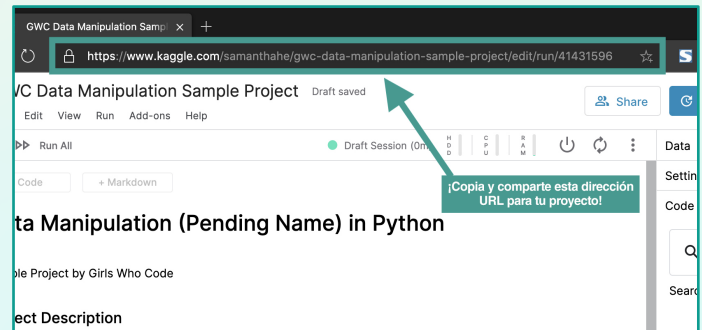 GWC Data Manipulation Sampl
https://www.kaggle.com/samanthahe/gwc-data-manipulation-sample-project/edit/run/41431596
S
Data Manipulation Sample Project Draft saved
Share
Edit View Run Add-ons Help
Run All
Draft Session (0m
HDD
CPU
RAM
Data
Code
+ Markdown
Settin
¡Copia y comparte esta dirección
URL para tu proyecto!
Code
ta Manipulation (Pending Name) in Python
ple Project by Girls Who Code
Searc
ect Description